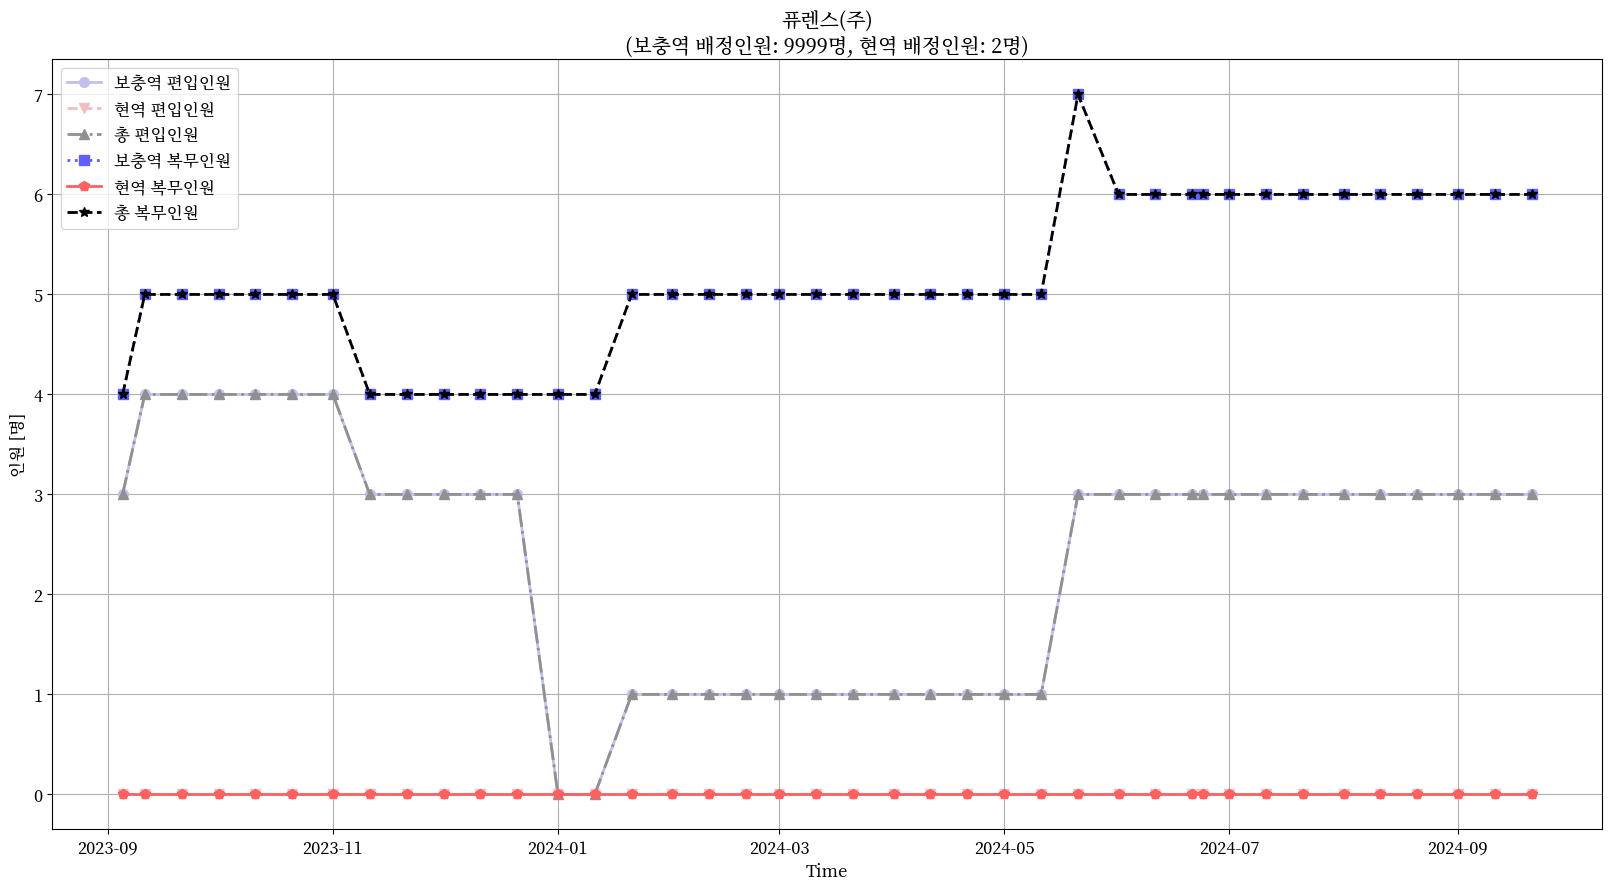 퓨렌스(주)
(보충역 배정인원: 9999명, 현역 배정인원: 2명)
보충역 편입인원
현역 편입인원
총 편입인원
보충역 복무인원
현역 복무인원
총 복무인원
7
6
5
4
3
2
1
0
인원 [명]
2023-09
2023-11
2024-01
2024-03
2024-05
2024-07
2024-09
Time